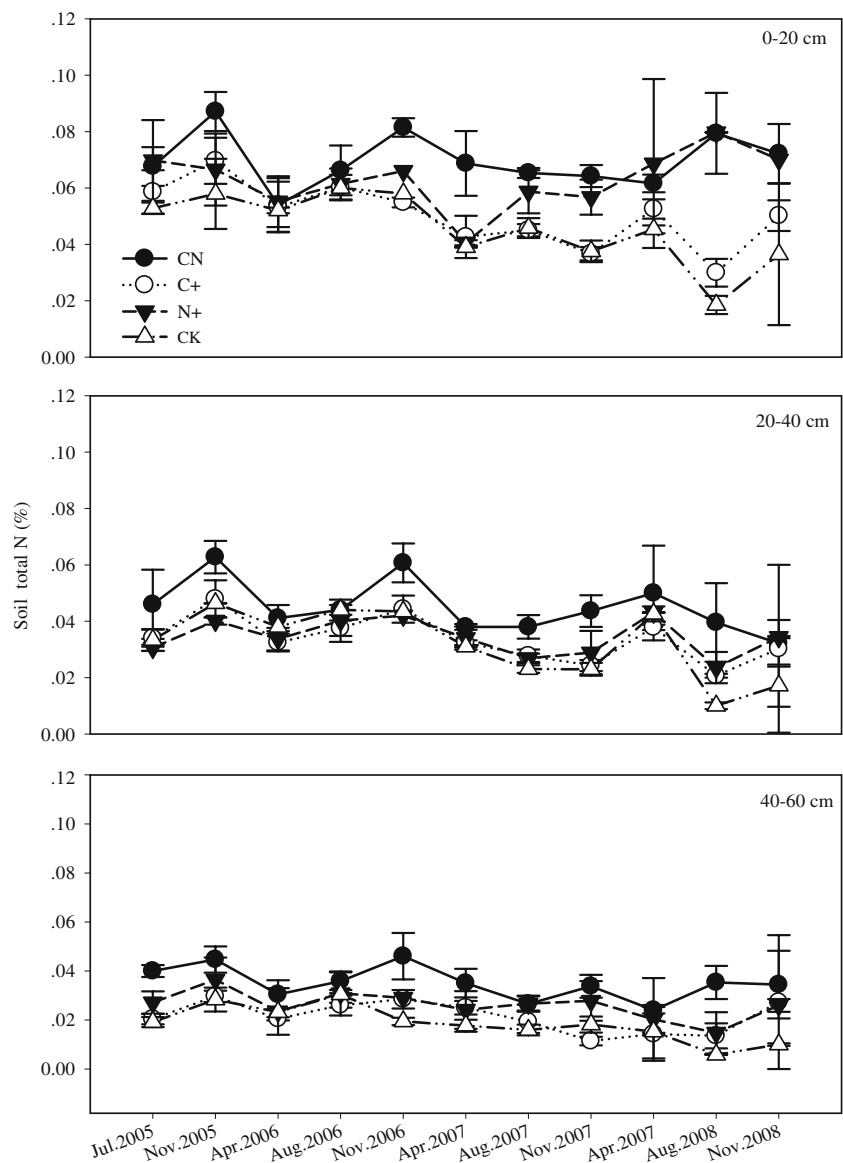 .12
0-20 cm
.10
.08
.06
.04
CN
C+
.02
N+
CK
0.00
.12
20-40 cm
.10
.08
.06
.04
.02
0.00
Soil total N (%)
.12
40-60 cm
.10
.08
.06
.04
.02
0.00
Jul.2005
Nov.2005
Apr.2006
Aug.2006
Nov.2006
Apr.2007
Aug.2007
Nov.2007
Apr.2007
Aug.2008
Nov.2008